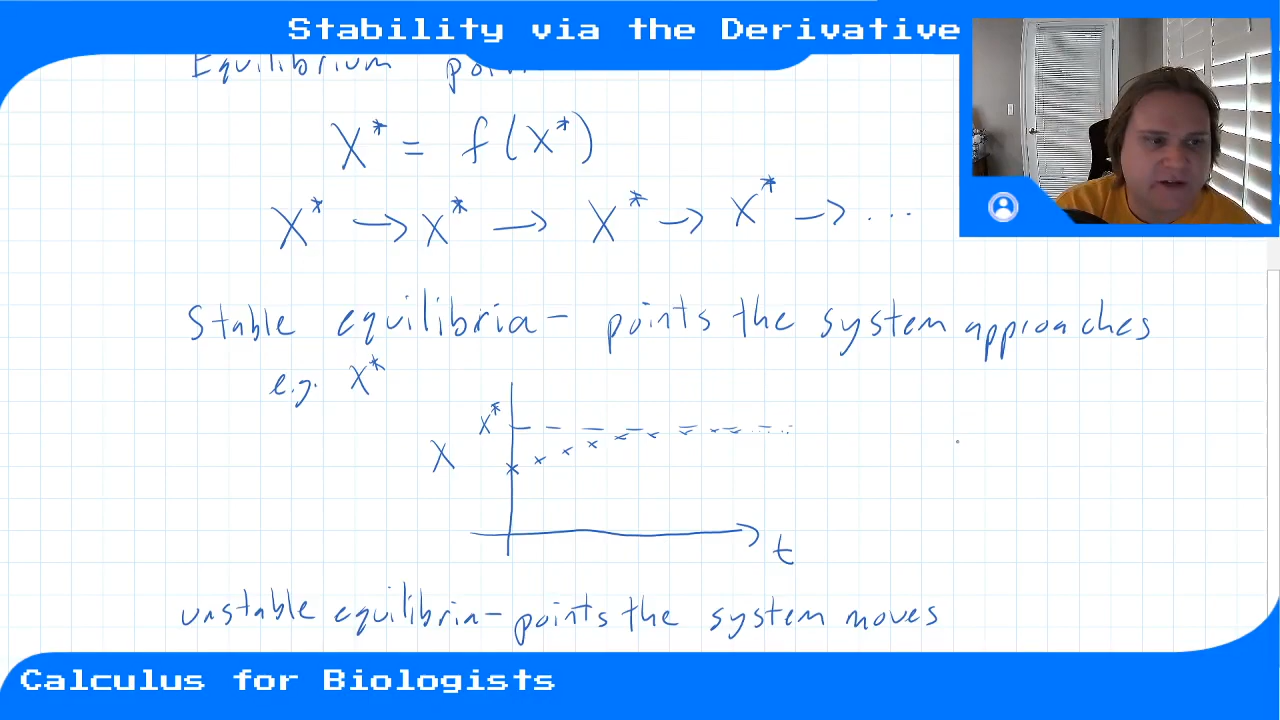 Stability via the Derivative
Equilibrium
X* = f(X*)
X* → X* → X* → X* → ...
Stable equilibria - points the system approaches
e.g. X*
X*
X
t
unstable equilibria - points the system moves
Calculus for Biologists